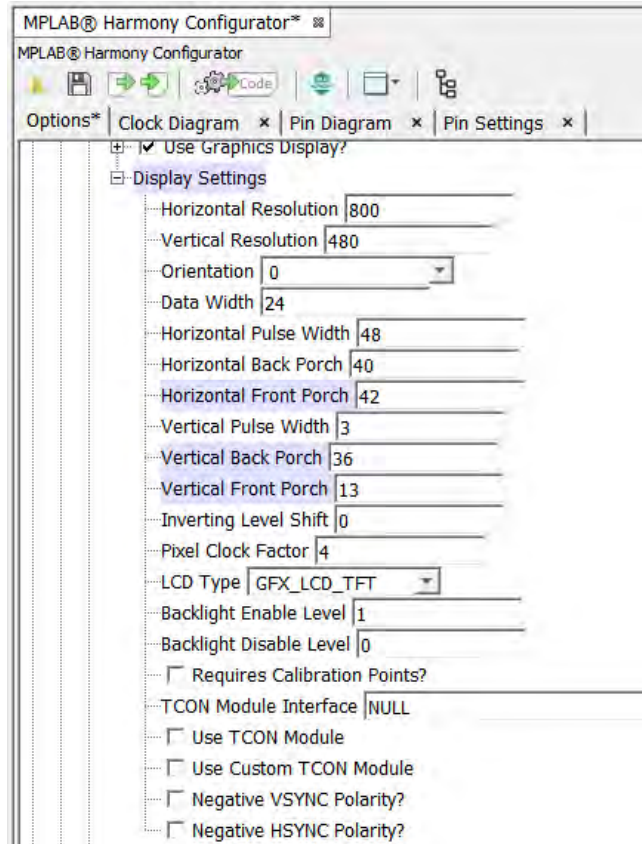 MPLAB® Harmony Configurator*
MPLAB® Harmony Configurator
Code
Options* Clock Diagram × Pin Diagram × Pin Settings ×
Use Graphics Display?
Display Settings
Horizontal Resolution 800
Vertical Resolution 480
Orientation 0
Data Width 24
Horizontal Pulse Width 48
Horizontal Back Porch 40
Horizontal Front Porch 42
Vertical Pulse Width 3
Vertical Back Porch 36
Vertical Front Porch 13
Inverting Level Shift 0
Pixel Clock Factor 4
LCD Type GFX_LCD_TFT
Backlight Enable Level 1
Backlight Disable Level 0
Requires Calibration Points?
TCON Module Interface NULL
Use TCON Module
Use Custom TCON Module
Negative VSYNC Polarity?
Negative HSYNC Polarity?